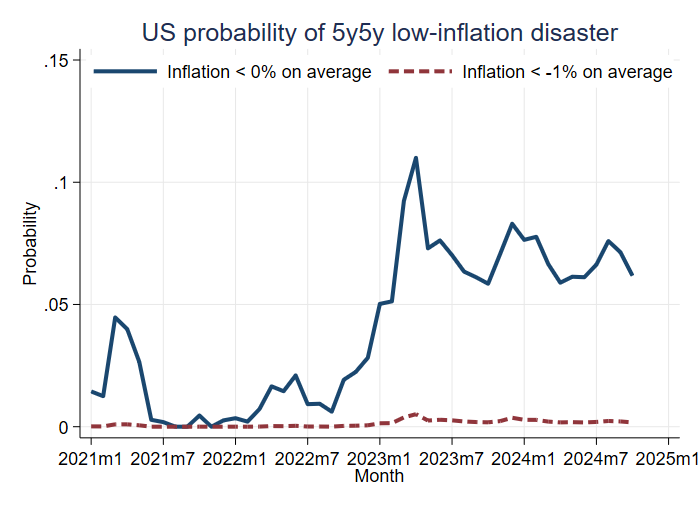 US probability of 5y5y low-inflation disaster
Inflation < 0% on average Inflation < -1% on average
.15
.1
.05
0
Probability
2021m1 2021m7 2022m1 2022m7 2023m1 2023m7 2024m1 2024m7 2025m1
Month